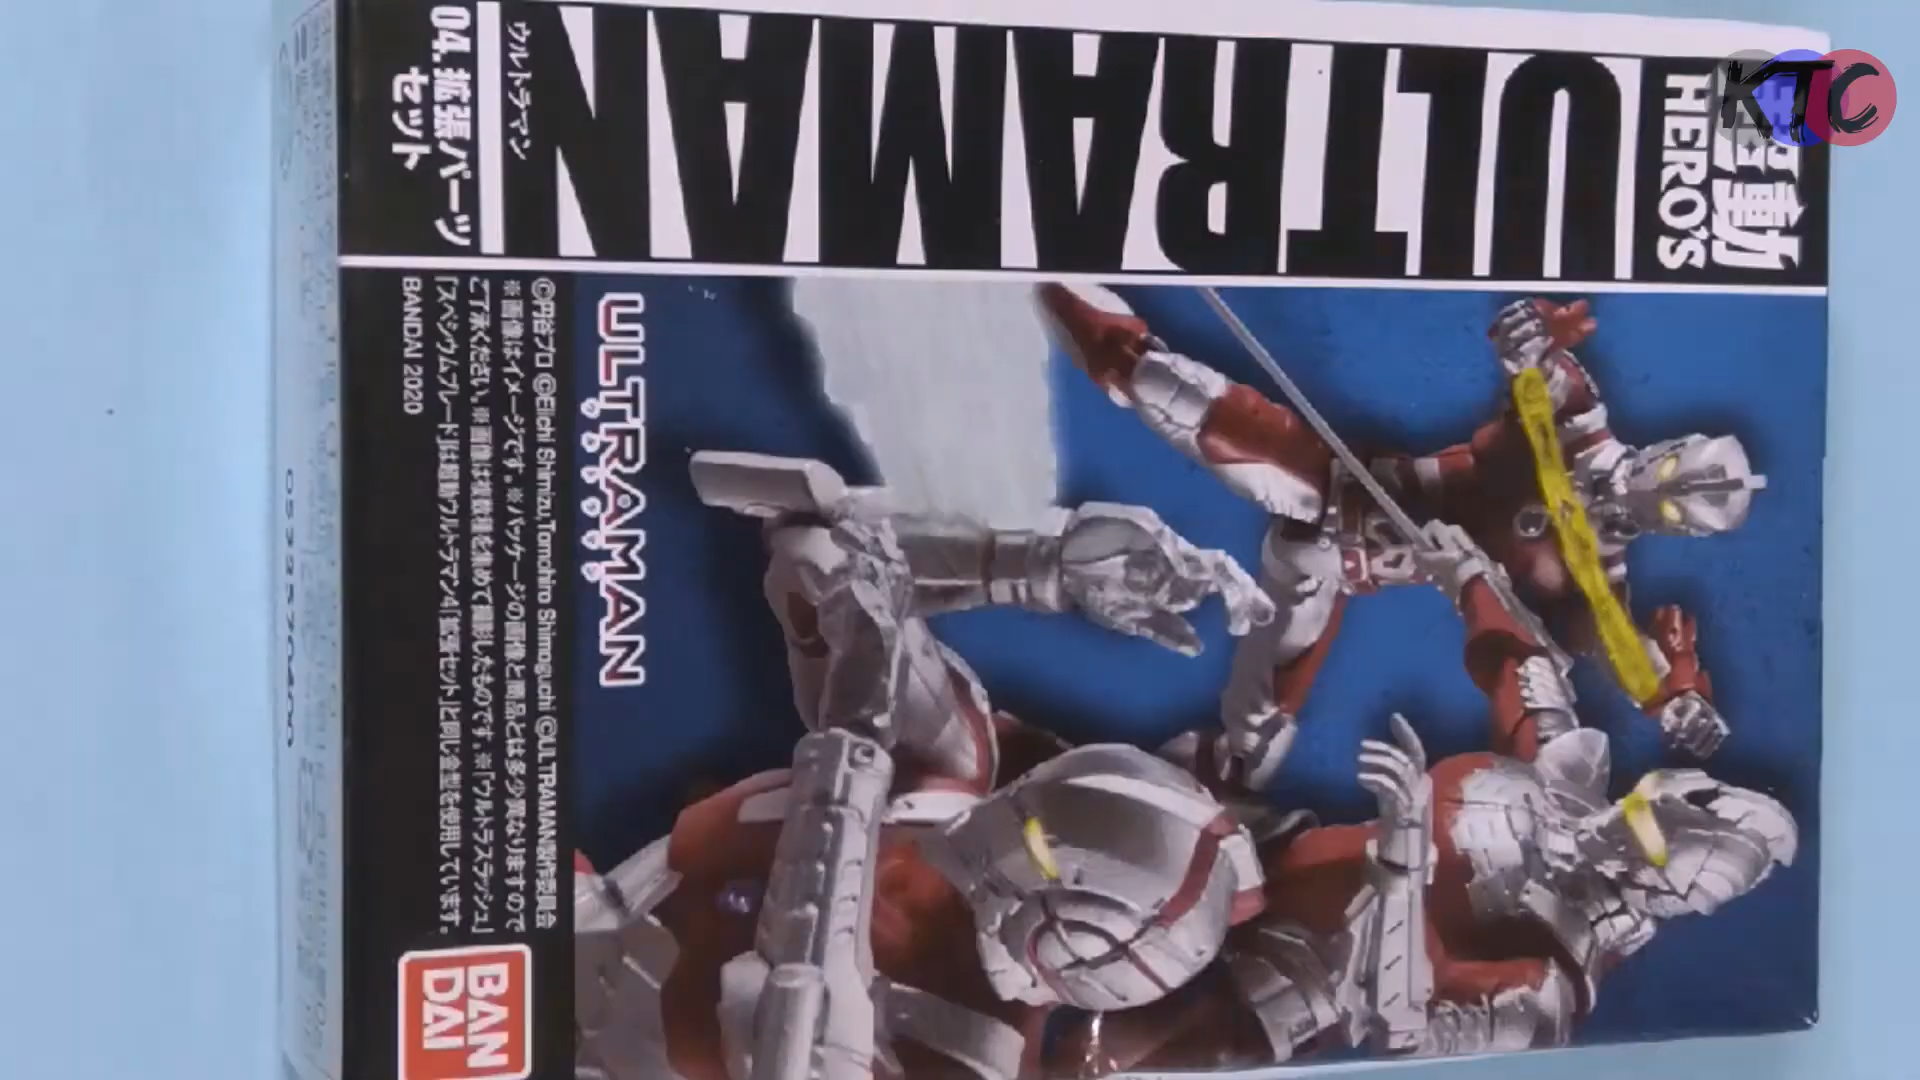 KTC
超動
HERO'S
ULTRAMAN
ウルトラマン
04.拡張パーツ
セット
ULTRAMAN
©円谷プロ ©Eiichi Shimizu,Tomohiro Shimoguchi ©ULTRAMAN製作委員会
※画像はイメージです。※パッケージの画像と商品とは多少異なりますので
ご了承ください。※画像は複数種を集めて撮影したものです。※「ウルトラスラッシュ」
「スペシウムブレード」は超動ウルトラマン4「拡張セット」と同じ金型を使用しています。
BANDAI 2020
BAN
DAI